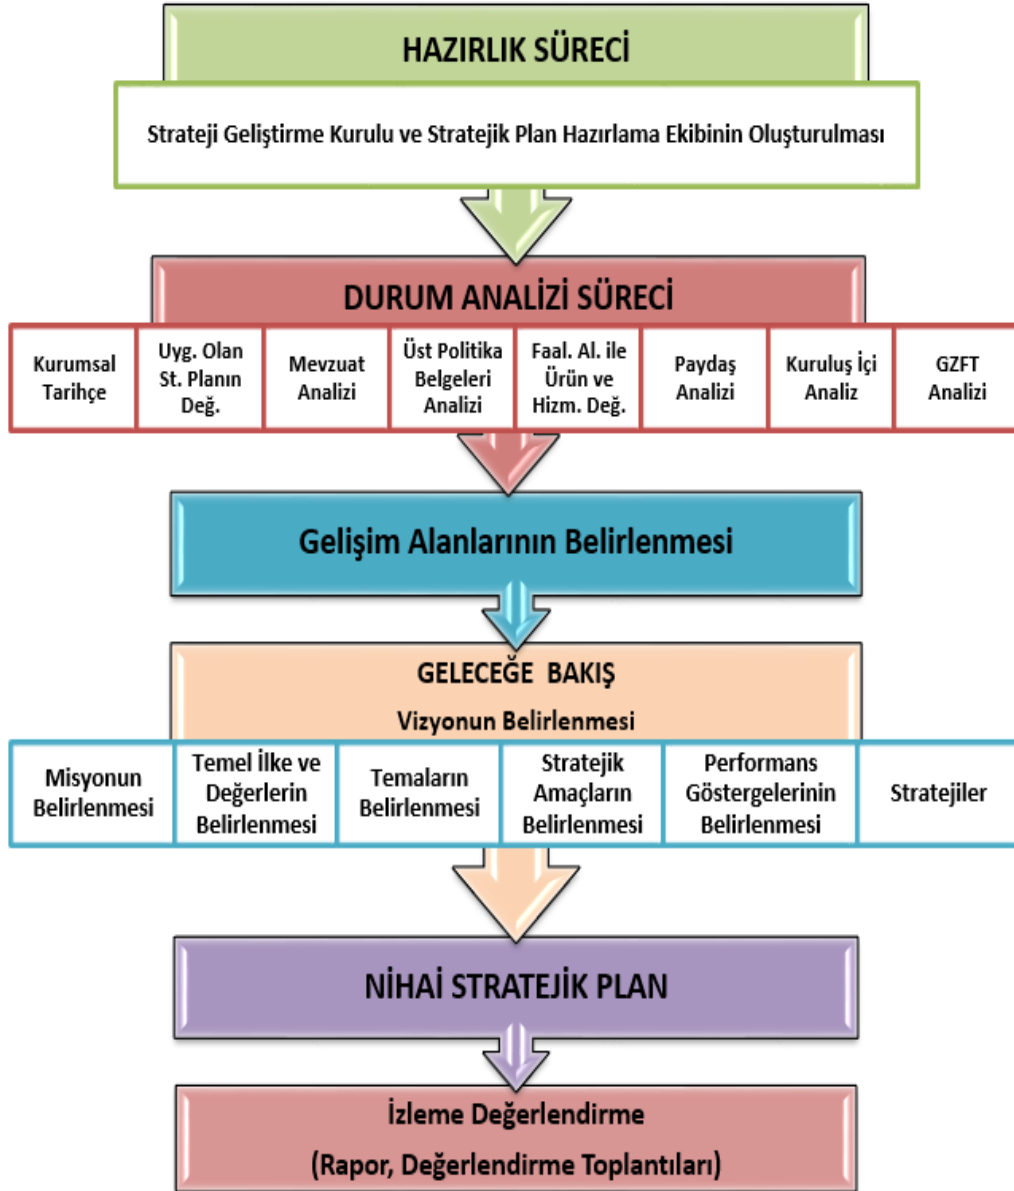 HAZIRLIK SÜRECİ
Strateji Geliştirme Kurulu ve Stratejik Plan Hazırlama Ekibinin Oluşturulması
DURUM ANALİZİ SÜRECİ
Kurumsal
Tarihçe
Uyg. Olan
St. Planın
Değ.
Mevzuat
Analizi
Üst Politika
Belgeleri
Analizi
Faal. Al. ile
Ürün ve
Hizm. Değ.
Paydaş
Analizi
Kuruluş İçi
Analiz
GZFT
Analizi
Gelişim Alanlarının Belirlenmesi
GELECEĞE BAKIŞ
Vizyonun Belirlenmesi
Misyonun
Belirlenmesi
Temel İlke ve
Değerlerin
Belirlenmesi
Temaların
Belirlenmesi
Stratejik
Amaçların
Belirlenmesi
Performans
Göstergelerinin
Belirlenmesi
Stratejiler
NİHAİ STRATEJİK PLAN
İzleme Değerlendirme
(Rapor, Değerlendirme Toplantıları)